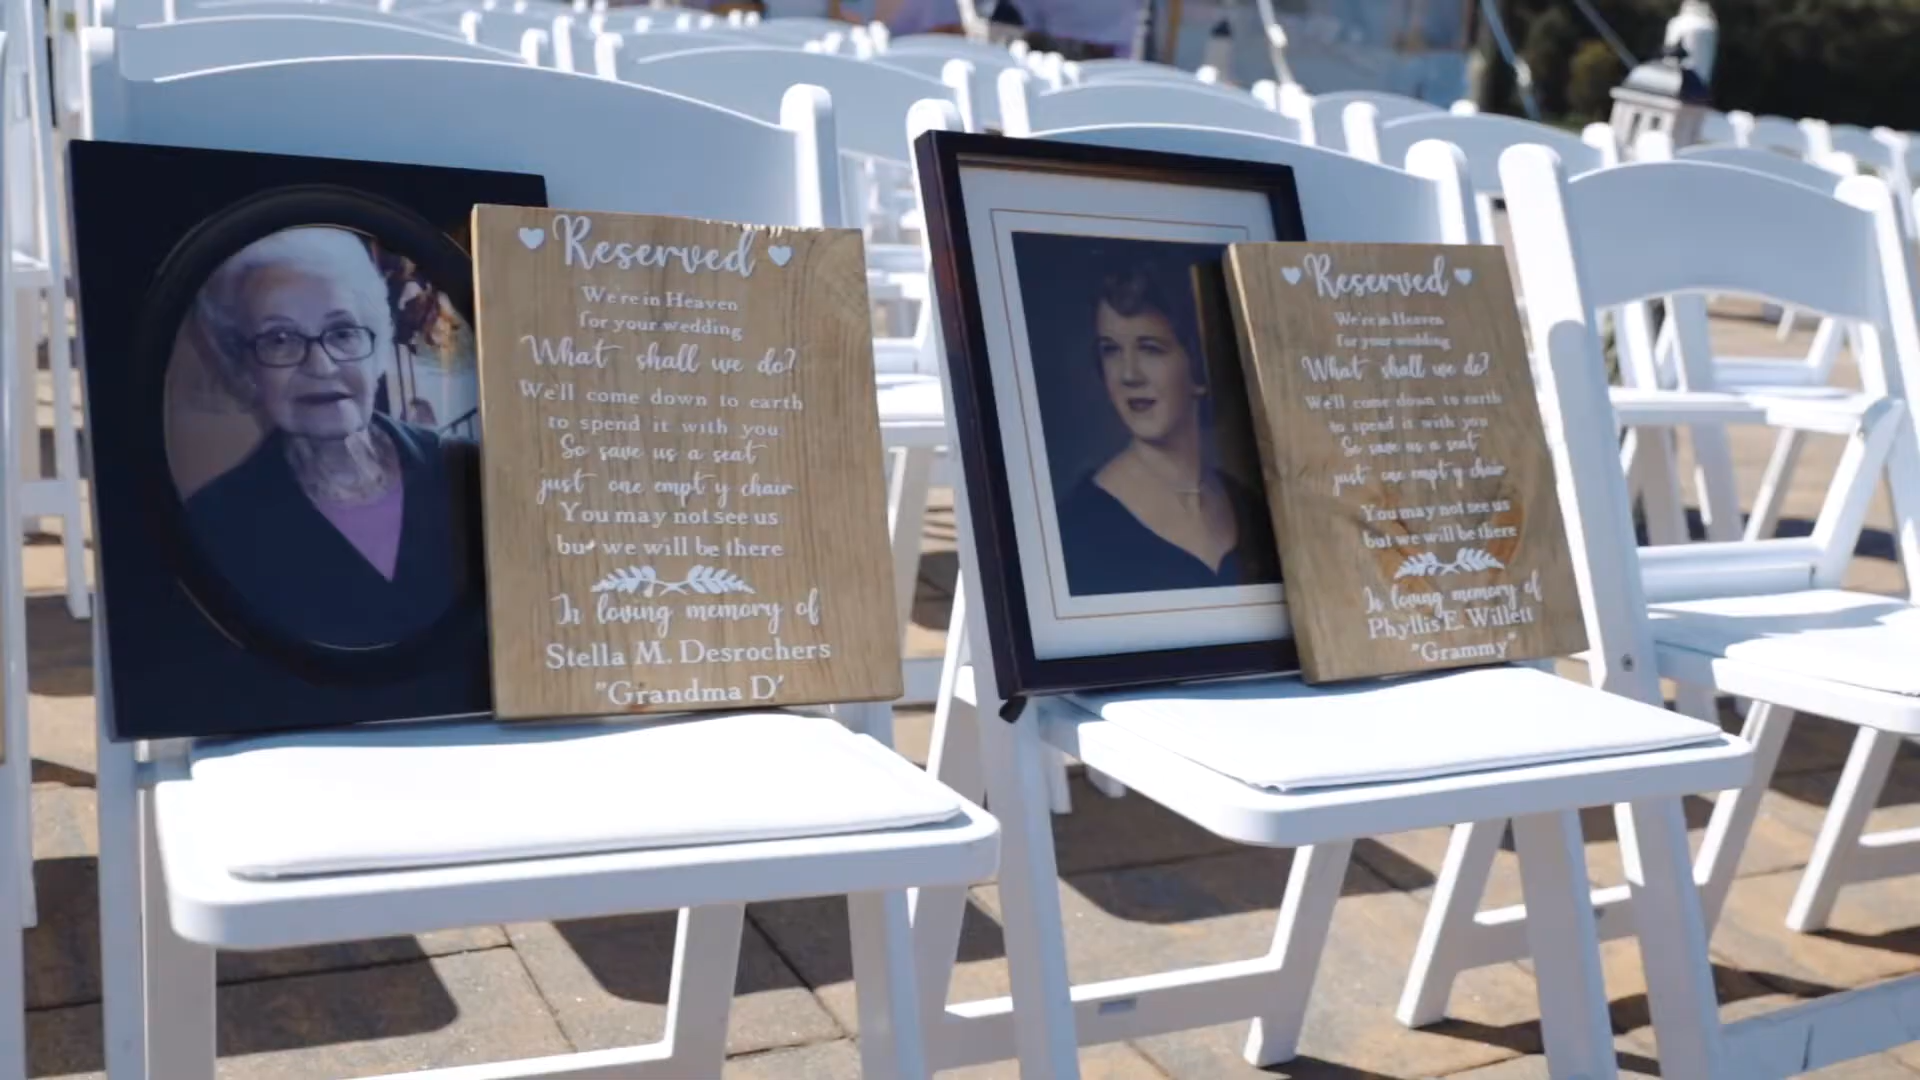 Reserved
We're in Heaven
for your wedding
What shall we do?
We'll come down to earth
to spend it with you
So save us a seat
just one empty chair
You may not see us
but we will be there
In loving memory of
Stella M. Desrochers
"Grandma D"
Reserved
We're in Heaven
for your wedding
What shall we do?
We'll come down to earth
to spend it with you
So save us a seat
just one empty chair
You may not see us
but we will be there
In loving memory of
Phyllis E. Willett
"Grammy"